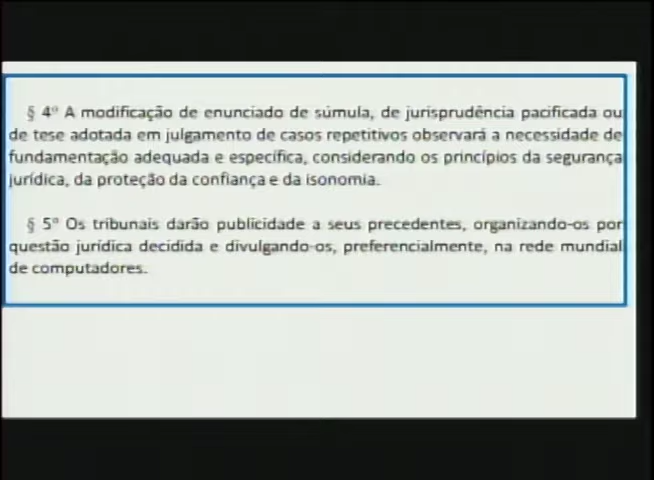 § 4º A modificação de enunciado de súmula, de jurisprudência pacificada ou
de tese adotada em julgamento de casos repetitivos observará a necessidade de
fundamentação adequada e específica, considerando os princípios da segurança
jurídica, da proteção da confiança e da isonomia.
§ 5º Os tribunais darão publicidade a seus precedentes, organizando-os por
questão jurídica decidida e divulgando-os, preferencialmente, na rede mundial
de computadores.